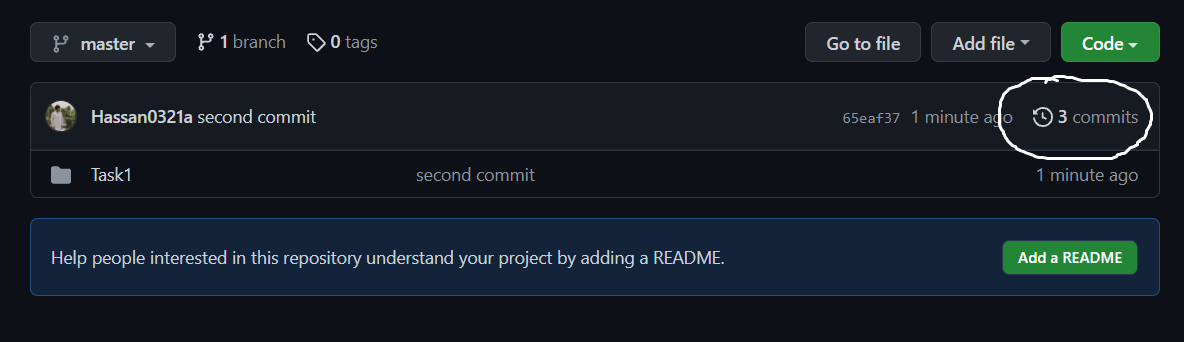 master 1 branch 0 tags Go to file Add file Code
Hassan0321a second commit 65eaf37 1 minute ago 3 commits
Task1 second commit 1 minute ago
Help people interested in this repository understand your project by adding a README. Add a README